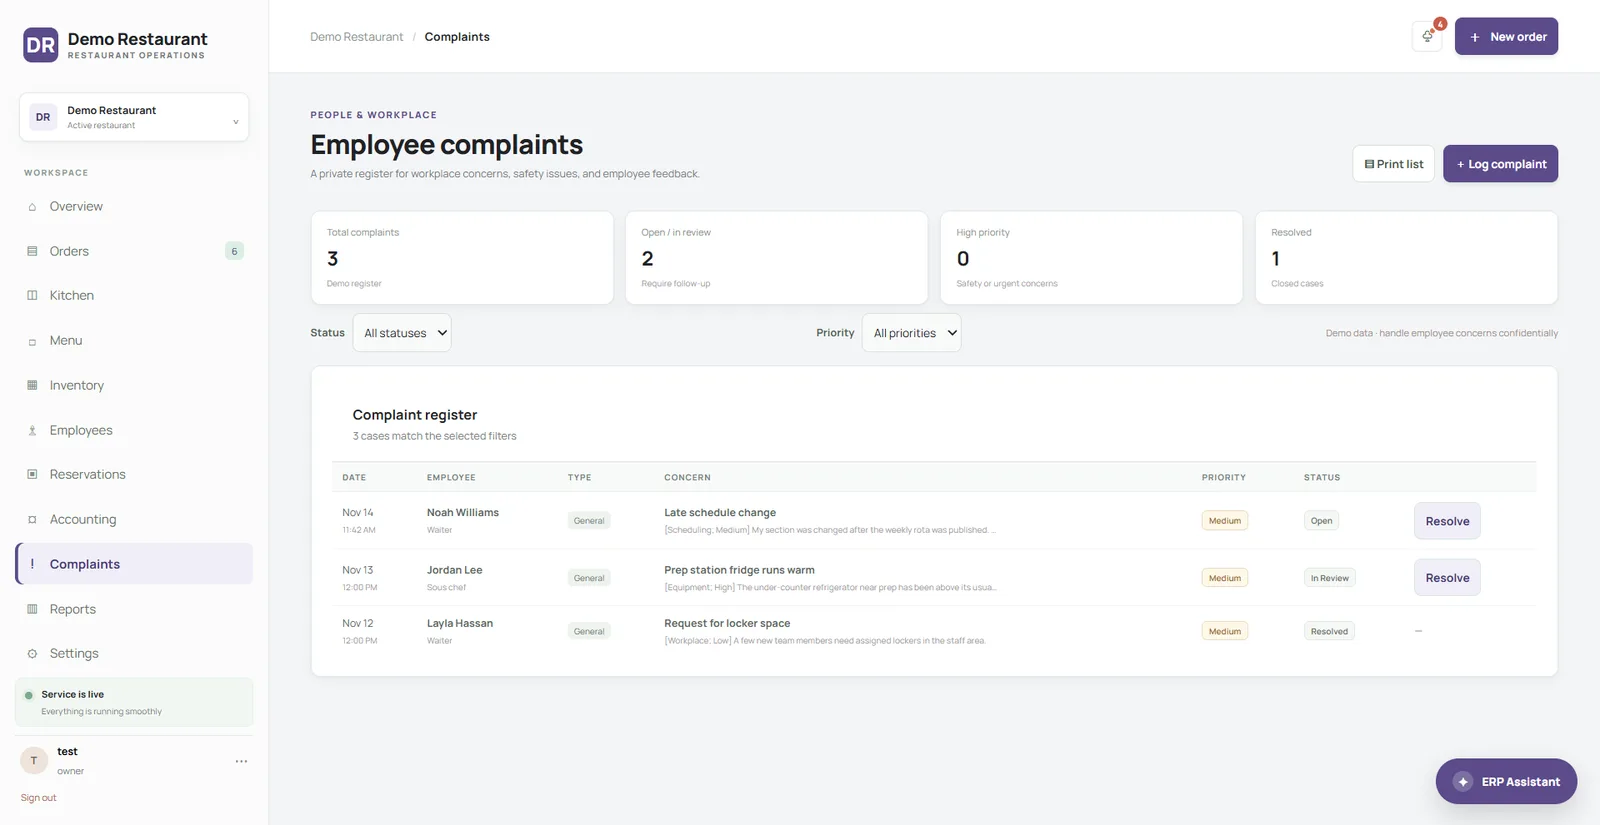 DR Demo Restaurant
RESTAURANT OPERATIONS
DR Demo Restaurant
Active restaurant
WORKSPACE
Overview
Orders 6
Kitchen
Menu
Inventory
Employees
Reservations
Accounting
! Complaints
Reports
Settings
Service is live
Everything is running smoothly
T test
owner
...
Sign out
Demo Restaurant / Complaints
4
+ New order
PEOPLE & WORKPLACE
Employee complaints
A private register for workplace concerns, safety issues, and employee feedback.
Print list
+ Log complaint
Total complaints
3
Demo register
Open / in review
2
Require follow-up
High priority
0
Safety or urgent concerns
Resolved
1
Closed cases
Status All statuses Priority All priorities Demo data · handle employee concerns confidentially
Complaint register
3 cases match the selected filters
DATE EMPLOYEE TYPE CONCERN PRIORITY STATUS
Nov 14 Noah Williams General Late schedule change Medium Open Resolve
11:42 AM Waiter [Scheduling; Medium] My section was changed after the weekly rota was published. ...
Nov 13 Jordan Lee General Prep station fridge runs warm Medium In Review Resolve
12:00 PM Sous chef [Equipment; High] The under-counter refrigerator near prep has been above its usua...
Nov 12 Layla Hassan General Request for locker space Medium Resolved —
12:00 PM Waiter [Workplace; Low] A few new team members need assigned lockers in the staff area.
ERP Assistant